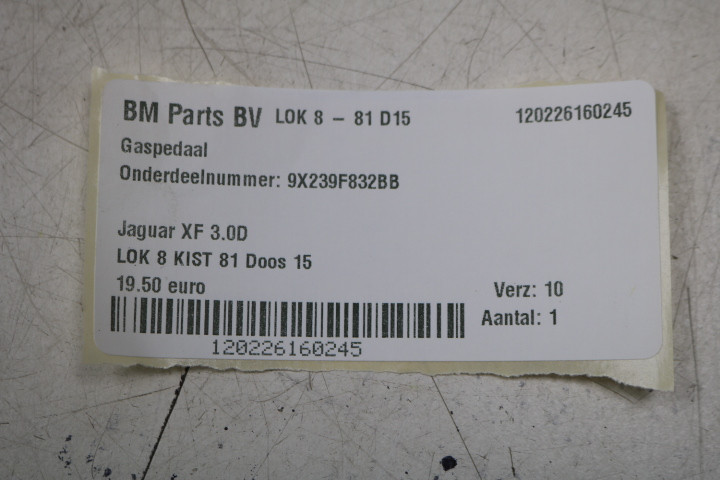 BM Parts BV LOK 8 - 81 D15 120226160245
Gaspedaal
Onderdeelnummer: 9X239F832BB
Jaguar XF 3.0D
LOK 8 KIST 81 Doos 15
19.50 euro Verz: 10
Aantal: 1
120226160245